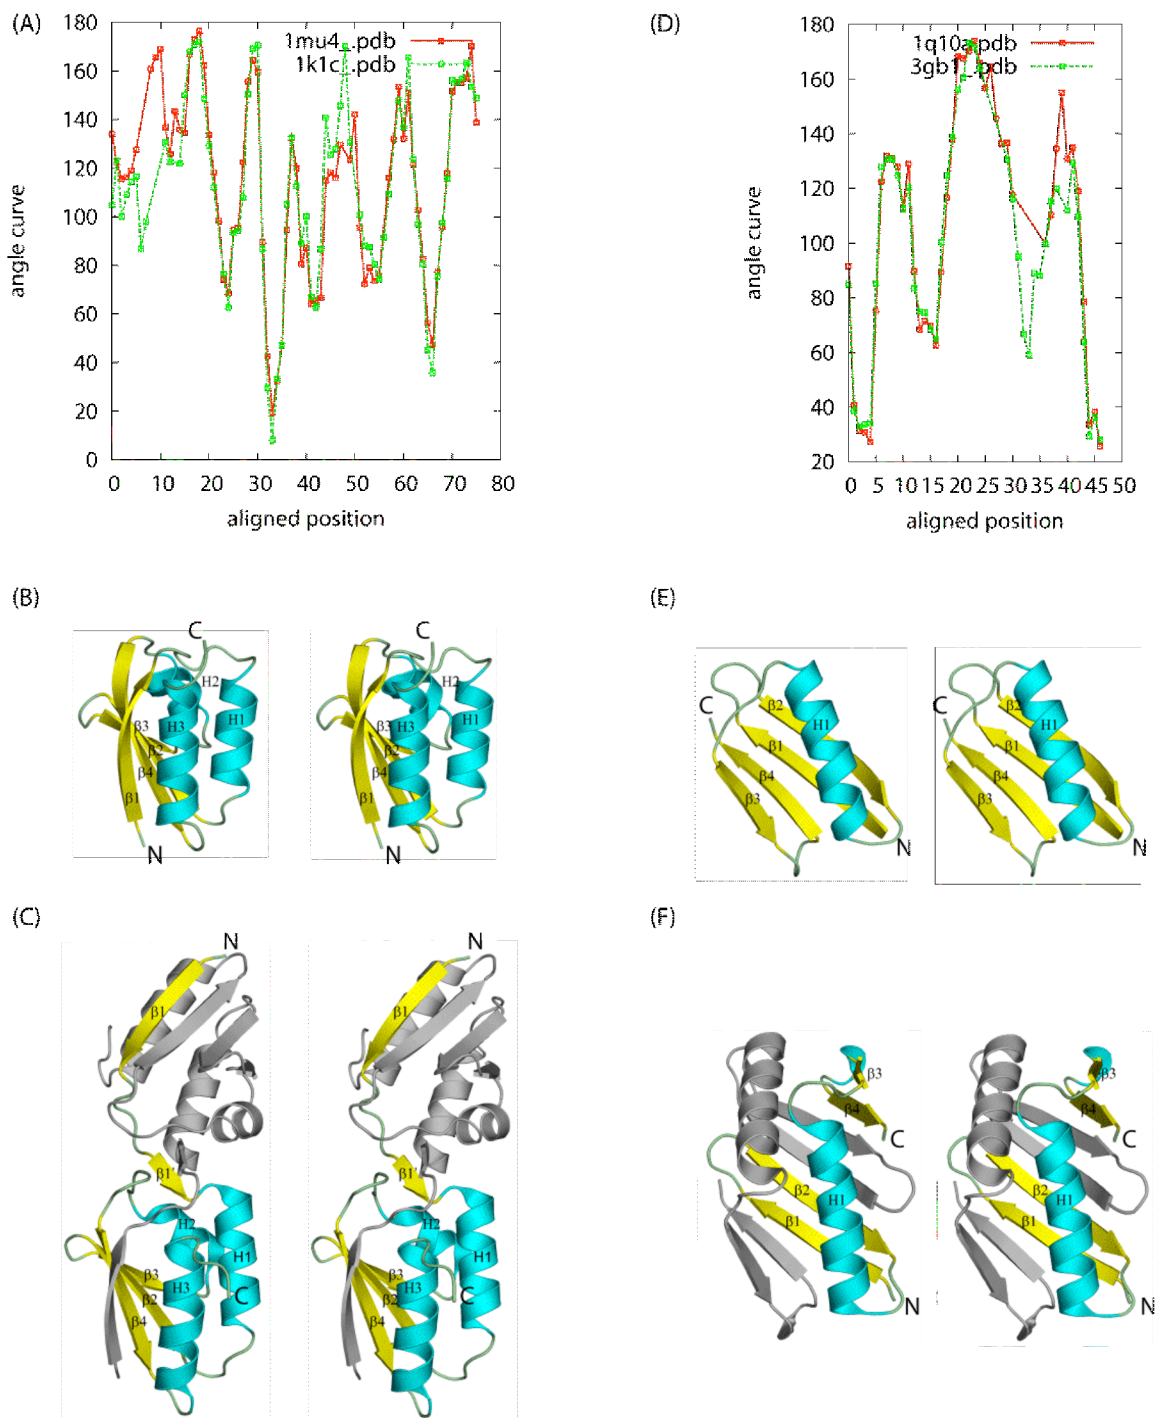 (A)
180
160
140
120
100
80
60
40
20
0
angle curve
1mu4_.pdb
1k1c_.pdb
0 10 20 30 40 50 60 70 80
aligned position
(D)
180
160
140
120
100
80
60
40
20
angle curve
1q10a.pdb
3gb1_.pdb
0 5 10 15 20 25 30 35 40 45 50
aligned position
(B)
C
H2
β3
H3
H1
β2
β4
β1
N
C
H2
β3
H3
H1
β2
β4
β1
N
(E)
C
β2
H1
β1
β4
β3
N
C
β2
H1
β1
β4
β3
N
(C)
N
β1
β1'
H2
H1
β3
H3
β2
C
β4
N
β1
β1'
H2
H1
β3
H3
β2
C
β4
(F)
β3
β4
C
β2
H1
β1
N
β3
β4
C
β2
H1
β1
N